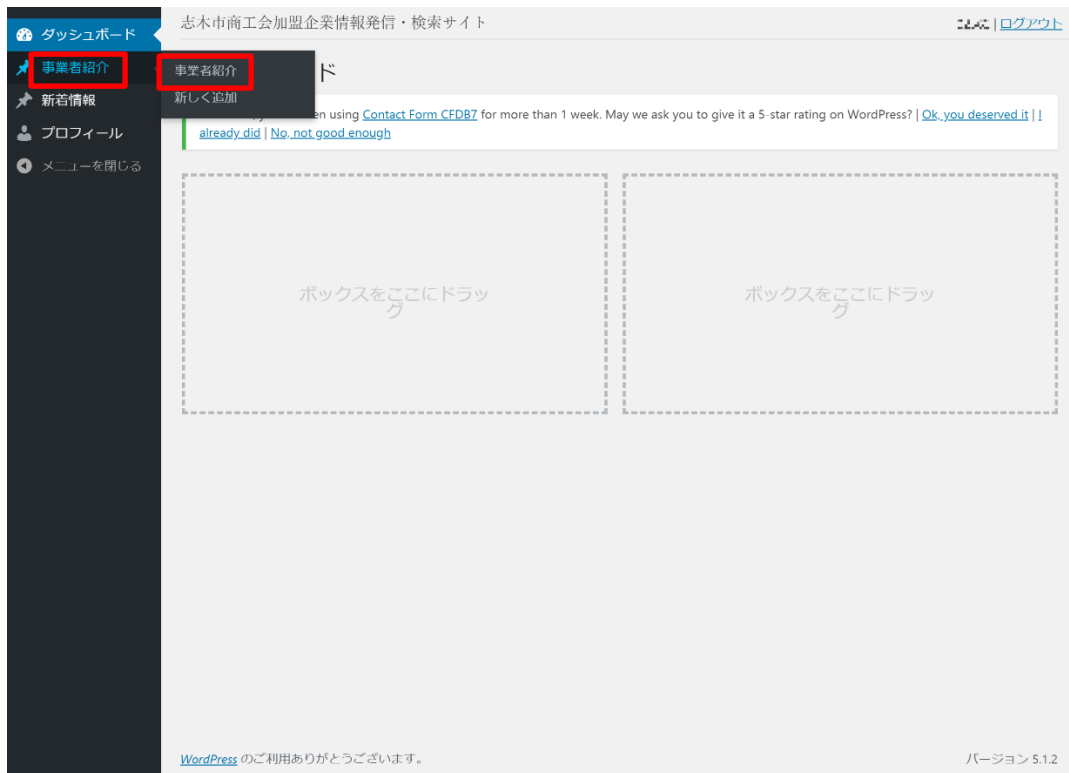 志木市商工会加盟企業情報発信・検索サイト
| ログアウト
ダッシュボード
事業者紹介
新着情報
プロフィール
メニューを閉じる
事業者紹介
新しく追加
ド
en using Contact Form CFDB7 for more than 1 week. May we ask you to give it a 5-star rating on WordPress? | Ok, you deserved it | I
already did | No, not good enough
ボックスをここにドラッ
グ
ボックスをここにドラッ
グ
WordPress のご利用ありがとうございます。
バージョン 5.1.2